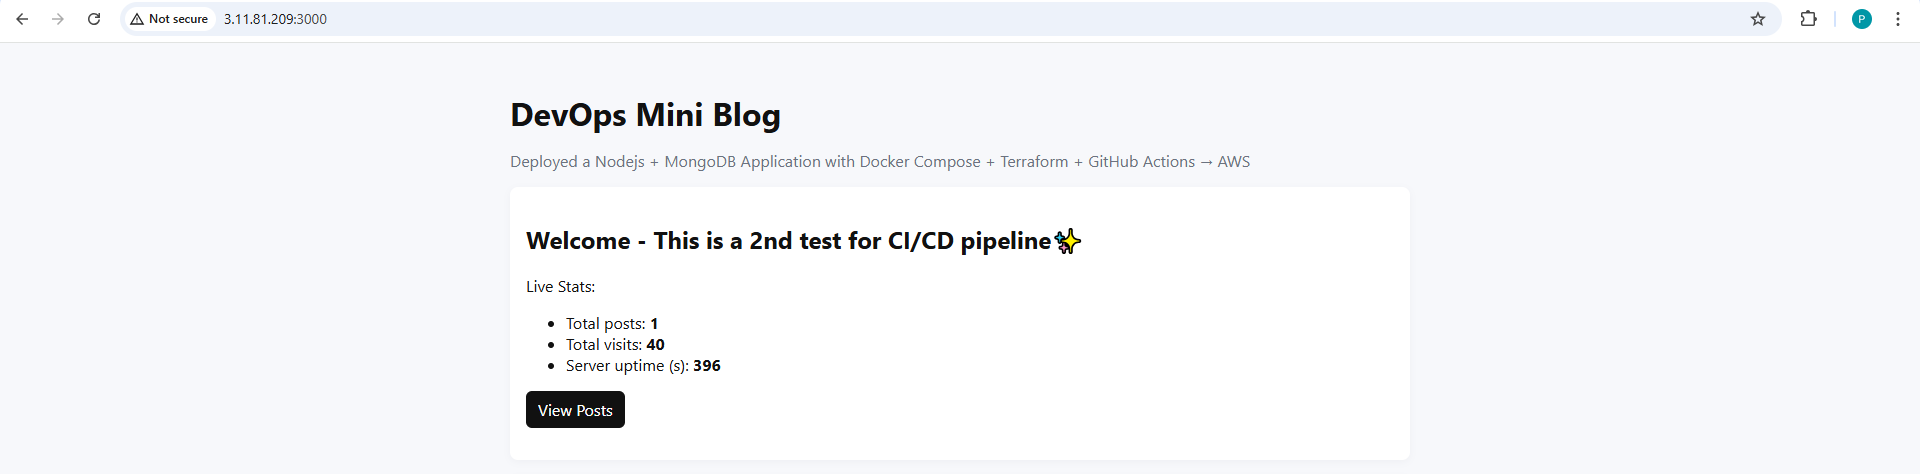 Not secure 3.11.81.209:3000 P
DevOps Mini Blog
Deployed a Nodejs + MongoDB Application with Docker Compose + Terraform + GitHub Actions → AWS
Welcome - This is a 2nd test for CI/CD pipeline✨
Live Stats:
• Total posts: 1
• Total visits: 40
• Server uptime (s): 396
View Posts